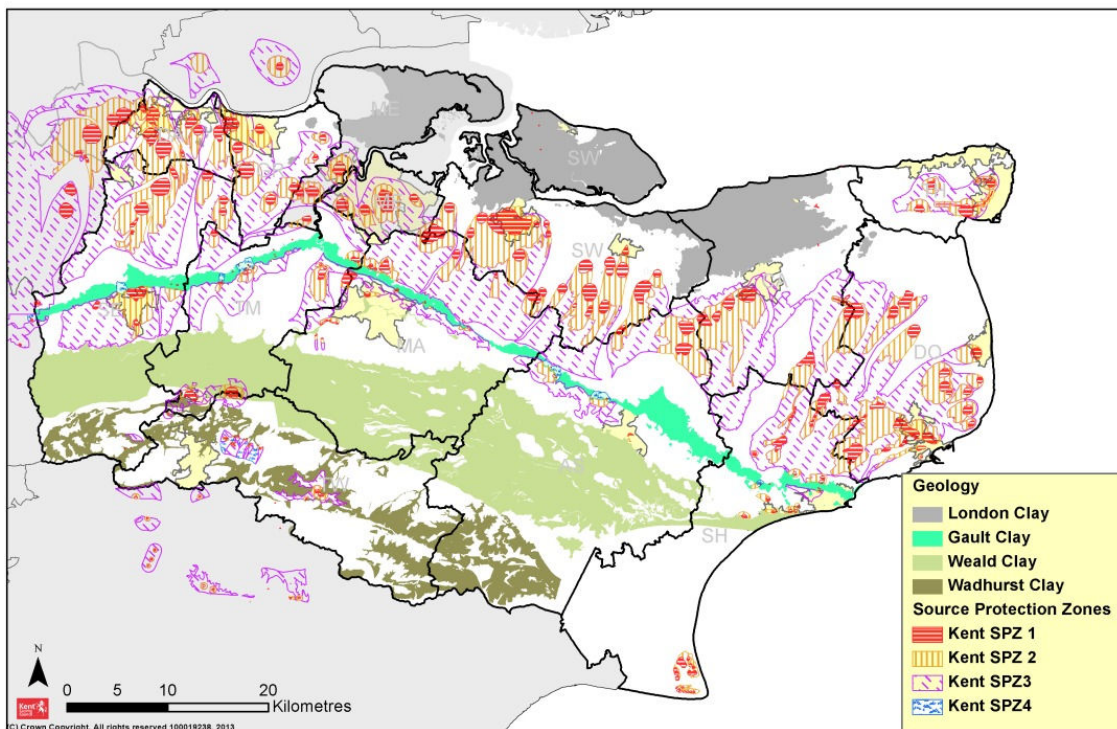 ME
SW
SW
TM
MA
DO
SH
Geology
London Clay
Gault Clay
Weald Clay
Wadhurst Clay
Source Protection Zones
Kent SPZ 1
Kent SPZ 2
Kent SPZ3
Kent SPZ4
N
0 5 10 20
Kilometres
Kent
(C) Crown Copyright. All rights reserved 100019238, 2013